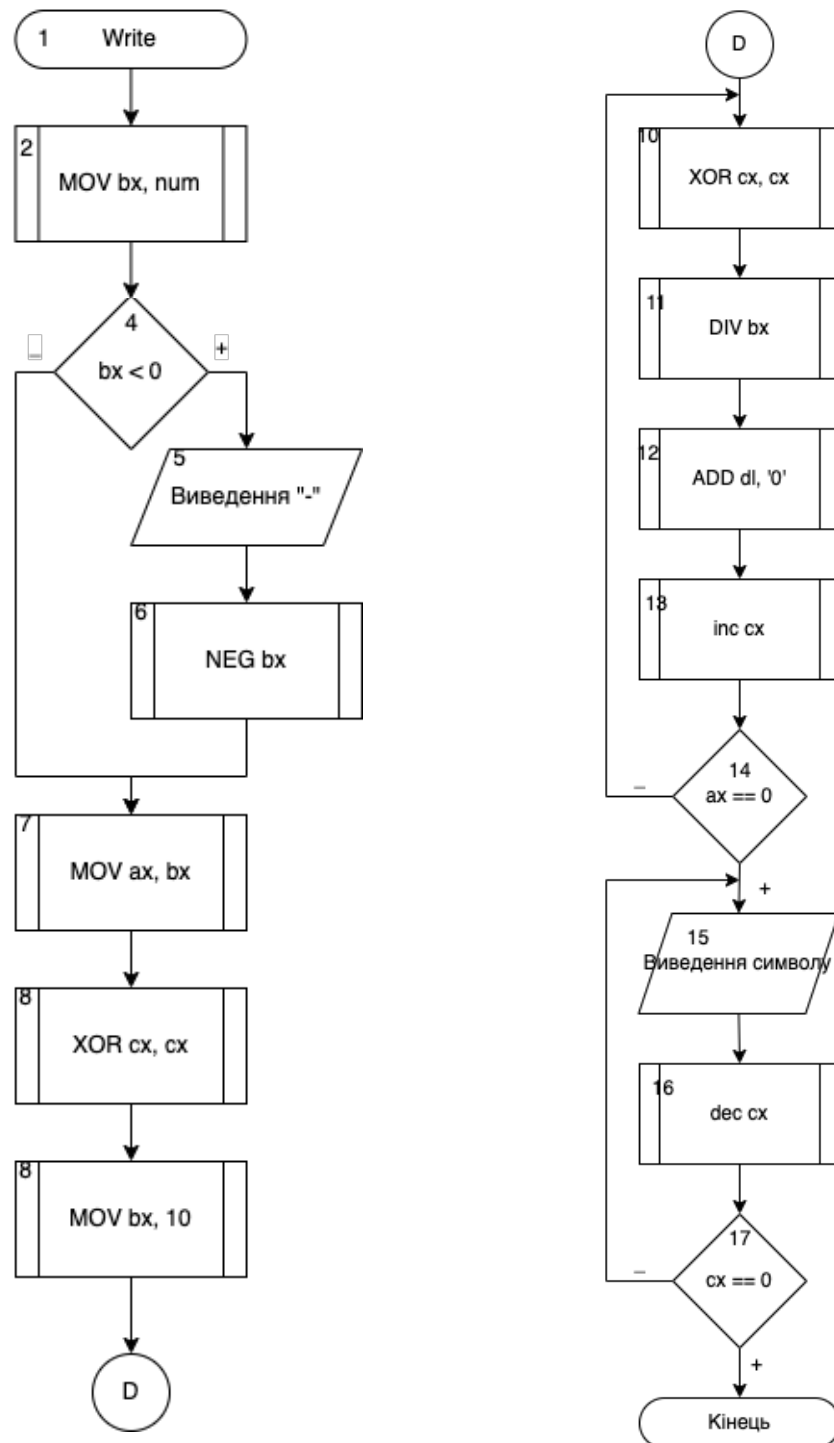 1 Write
2
MOV bx, num
4
bx < 0
_
+
5
Виведення "-"
6
NEG bx
7
MOV ax, bx
8
XOR cx, cx
8
MOV bx, 10
D
D
10
XOR cx, cx
11
DIV bx
12
ADD dl, '0'
13
inc cx
14
ax == 0
_
+
15
Виведення символу
16
dec cx
17
cx == 0
_
+
Кінець